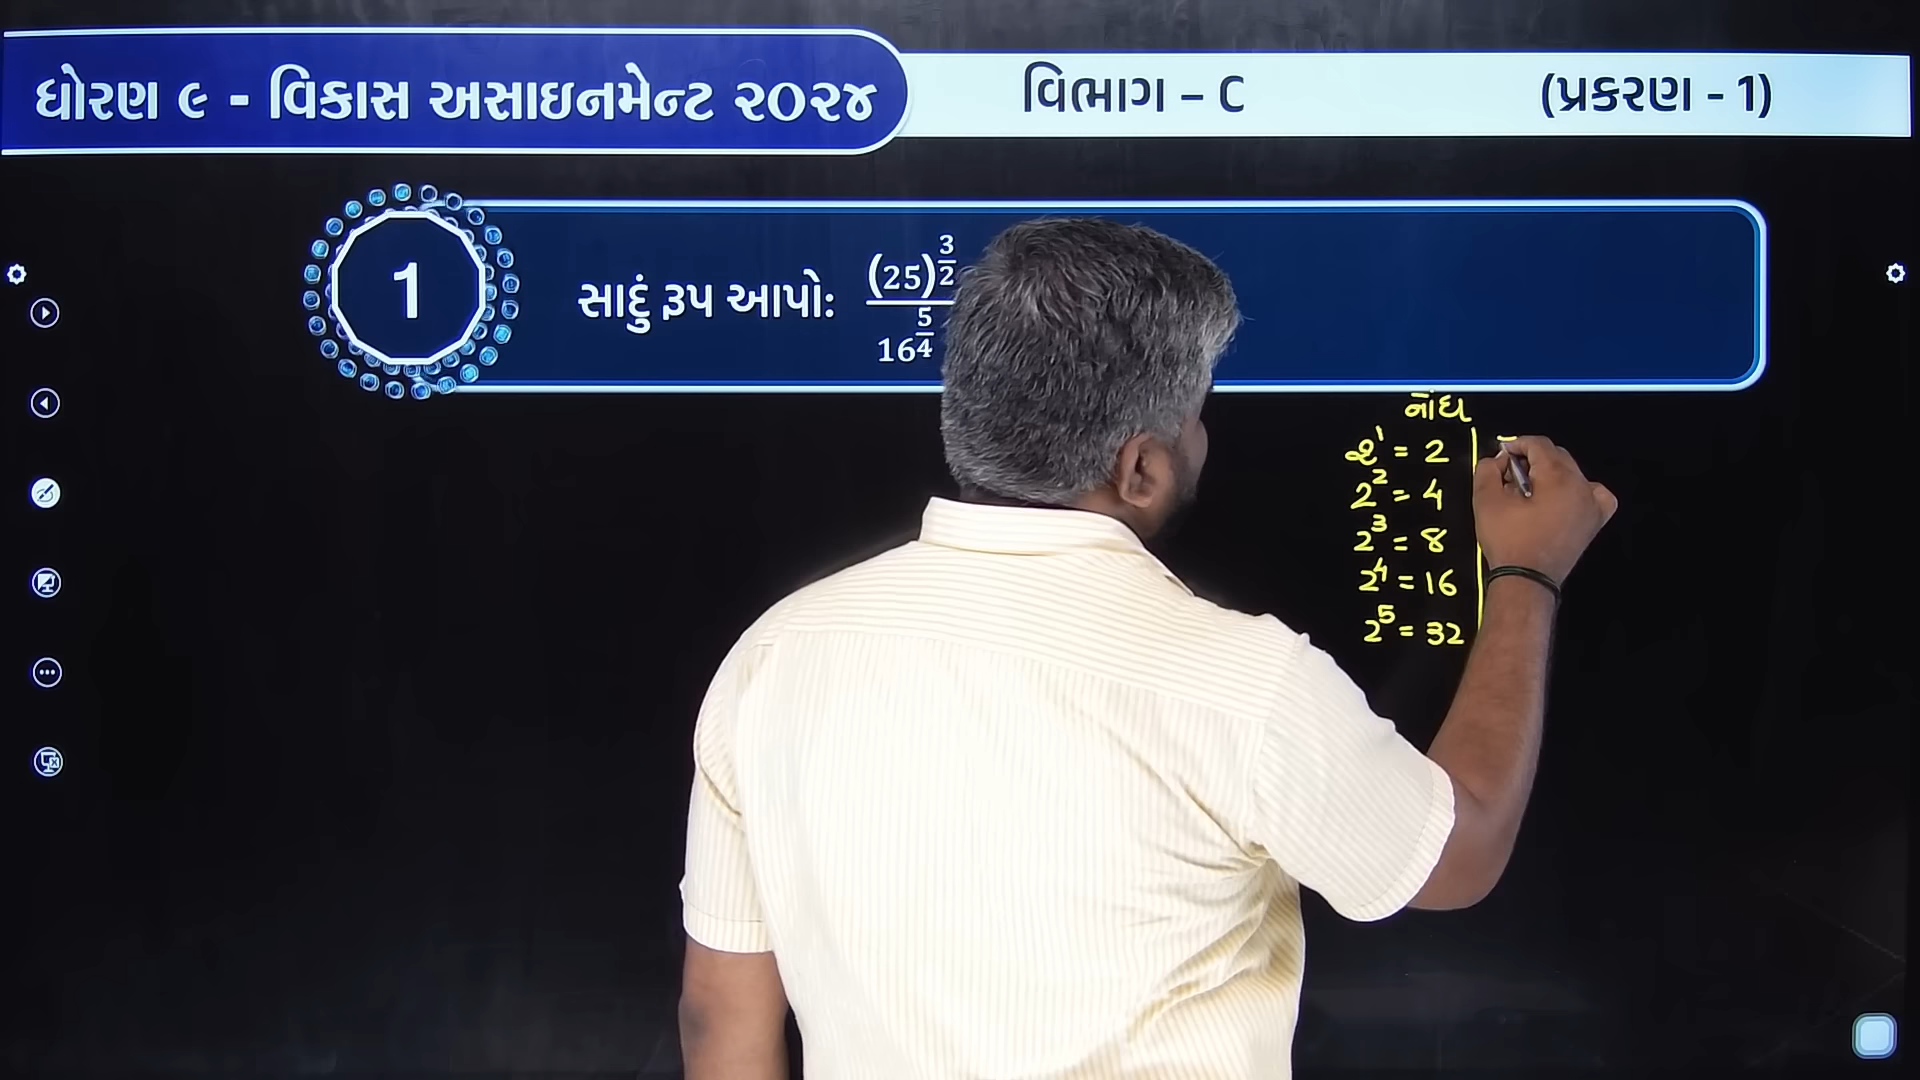 ધોરણ ૯ - વિકાસ અસાઇનમેન્ટ ૨૦૨૪
વિભાગ – C
(પ્રકરણ - 1)
1
સાદું રૂપ આપો: (25)^(3/2) / 16^(5/4)
નોંધ
2¹ = 2
2² = 4
2³ = 8
2⁴ = 16
2⁵ = 32